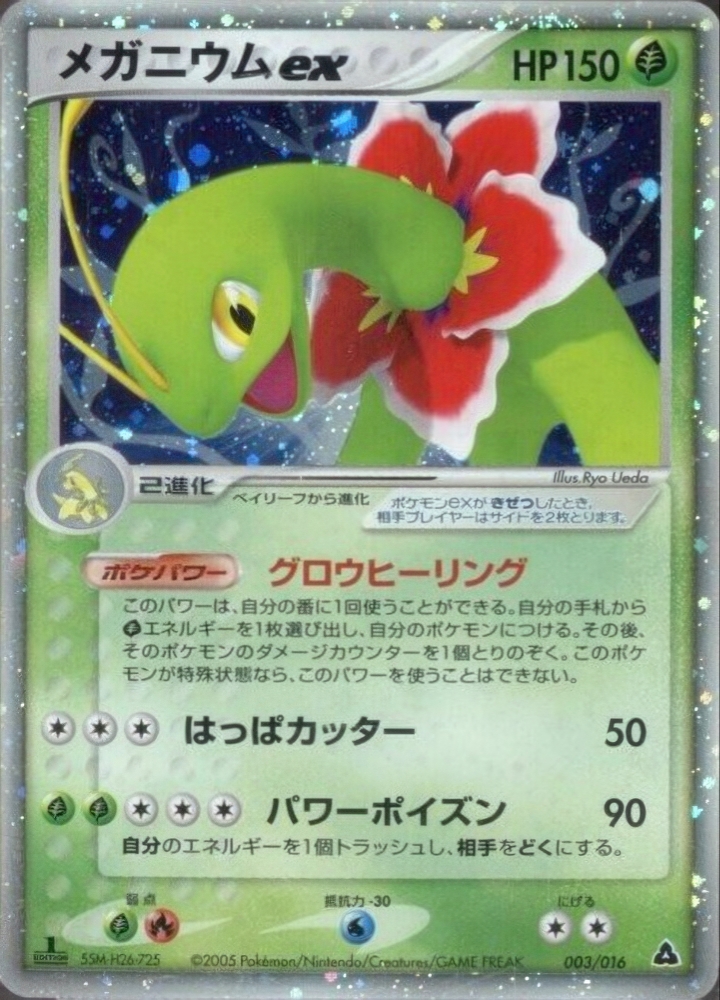 メガニウムex HP150
Illus.Ryo Ueda
2進化 ベイリーフから進化
ポケモンexがきぜつしたとき、
相手プレイヤーはサイドを2枚とります。
ポケパワー グロウヒーリング
このパワーは、自分の番に1回使うことができる。自分の手札から
エネルギーを1枚選び出し、自分のポケモンにつける。その後、
そのポケモンのダメージカウンターを1個とりのぞく。このポケ
モンが特殊状態なら、このパワーを使うことはできない。
はっぱカッター 50
パワーポイズン 90
自分のエネルギーを1個トラッシュし、相手をどくにする。
弱点 抵抗力 -30 にげる
1 EDITION SSM-H26-725 ©2005 Pokémon/Nintendo/Creatures/GAME FREAK 003/016